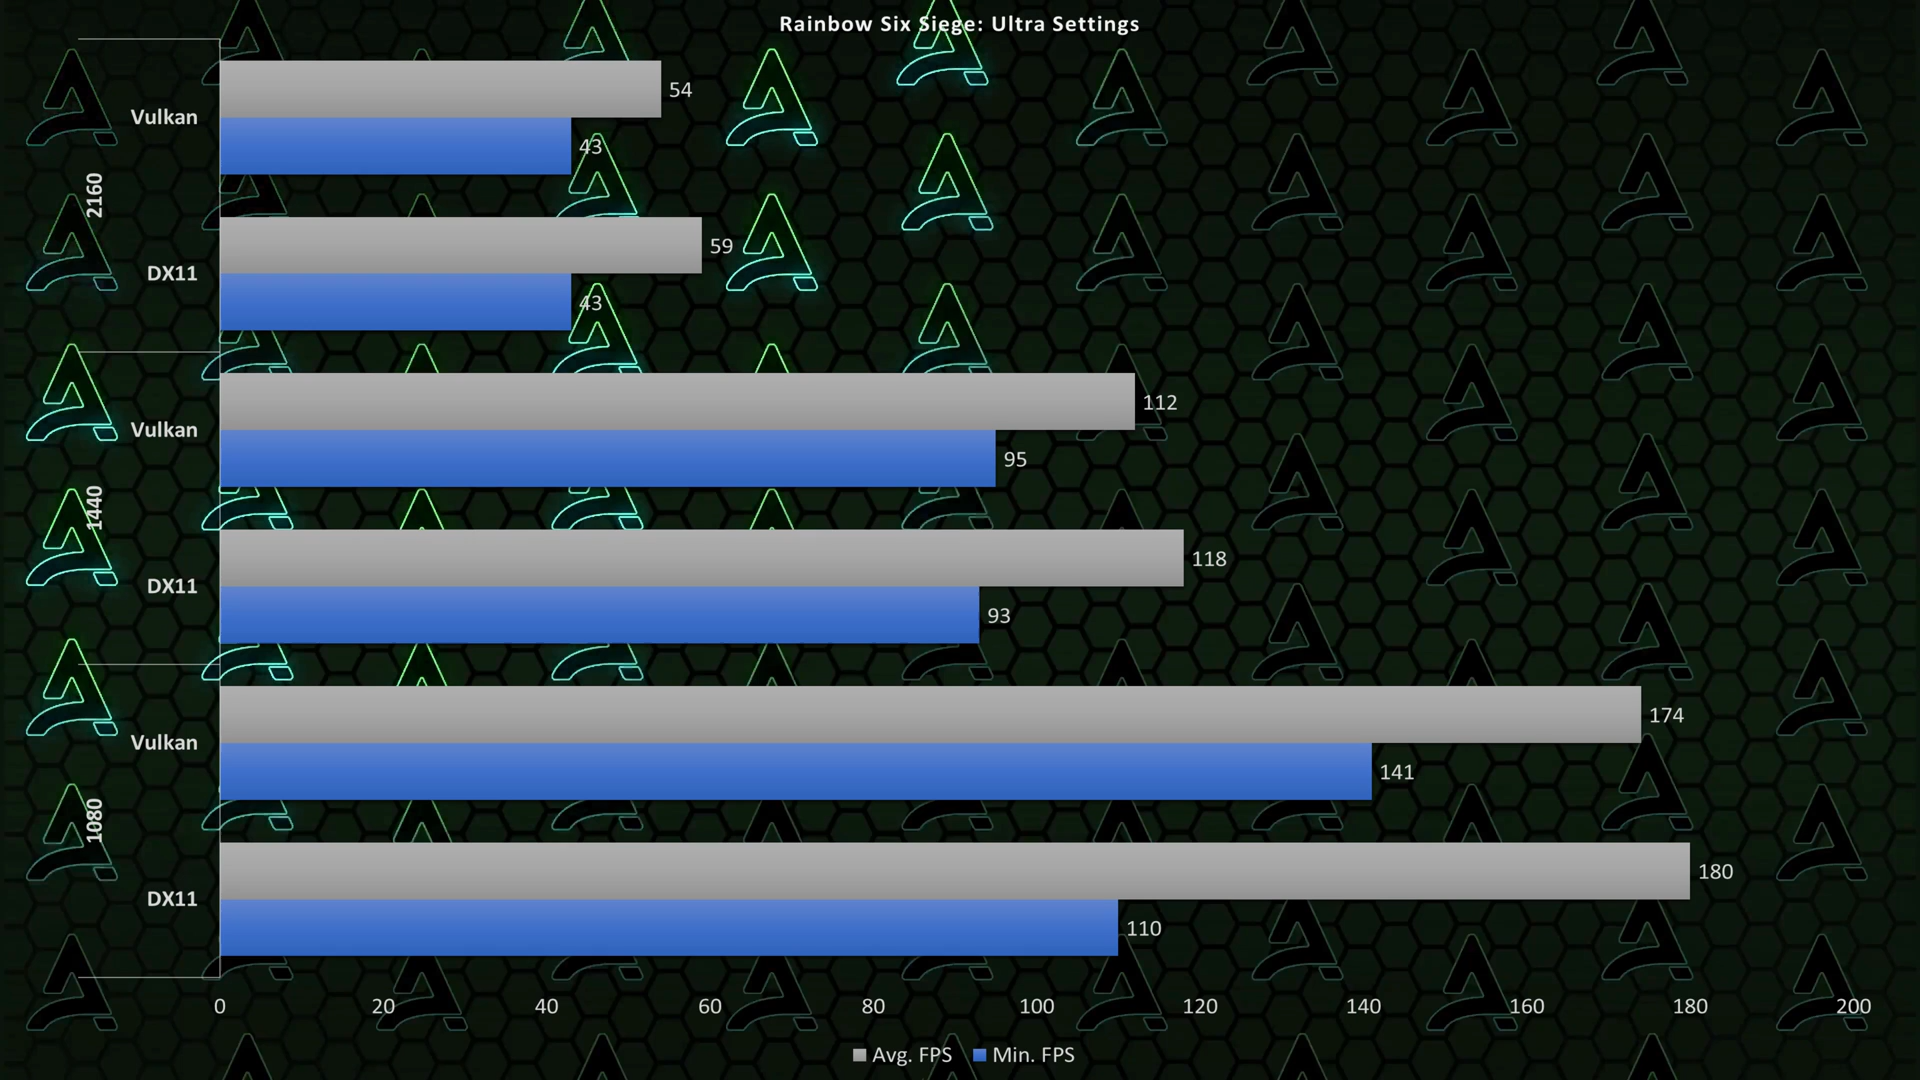 Rainbow Six Siege: Ultra Settings
2160
Vulkan
54
43
DX11
59
43
1440
Vulkan
112
95
DX11
118
93
1080
Vulkan
174
141
DX11
180
110
0 20 40 60 80 100 120 140 160 180 200
Avg. FPS Min. FPS